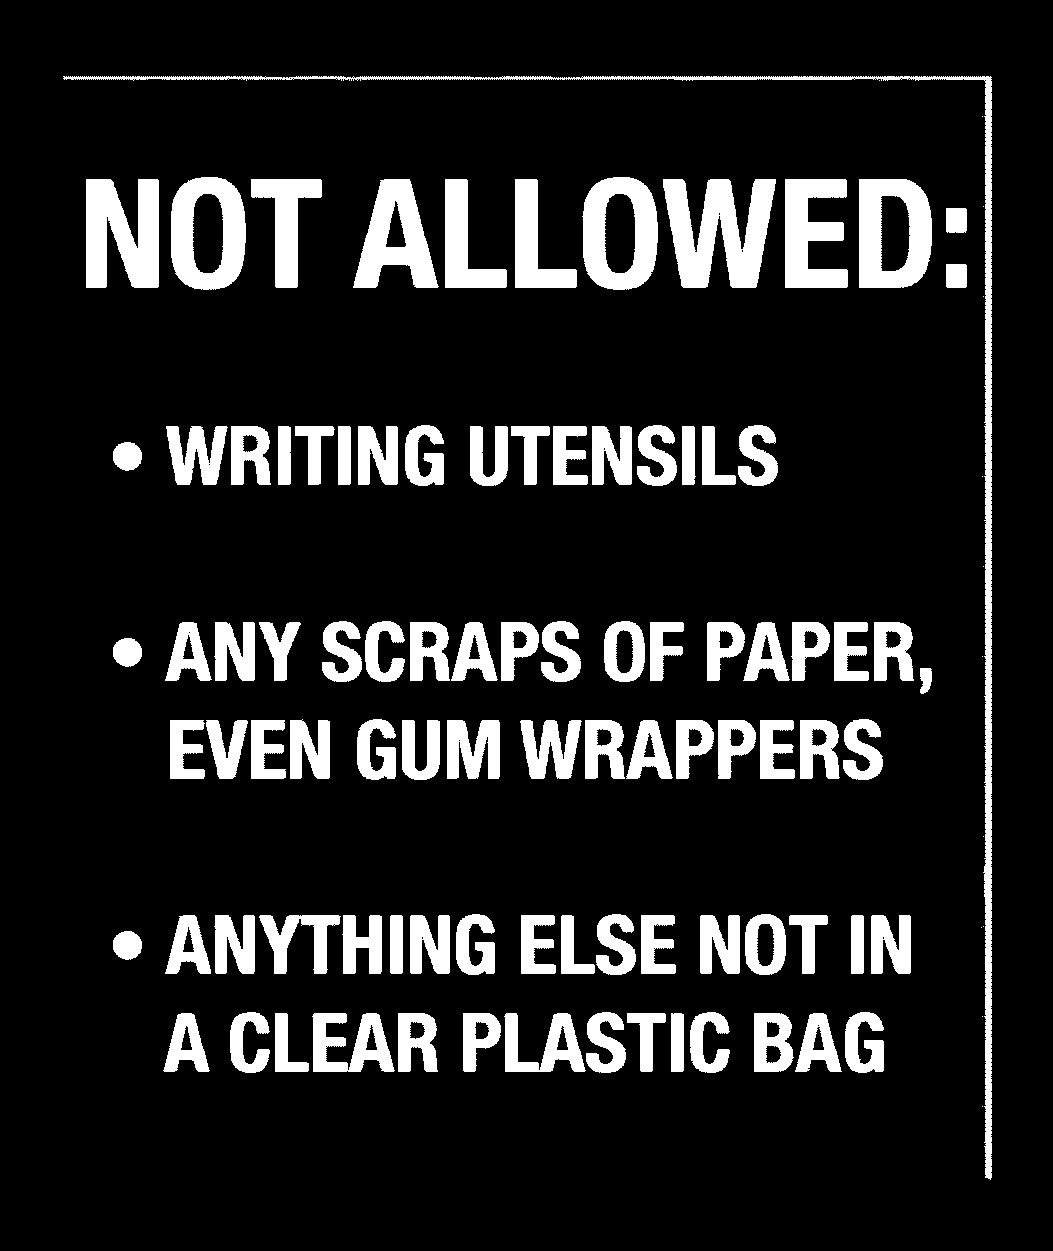 NOT ALLOWED:
• WRITING UTENSILS
• ANY SCRAPS OF PAPER,
EVEN GUM WRAPPERS
• ANYTHING ELSE NOT IN
A CLEAR PLASTIC BAG